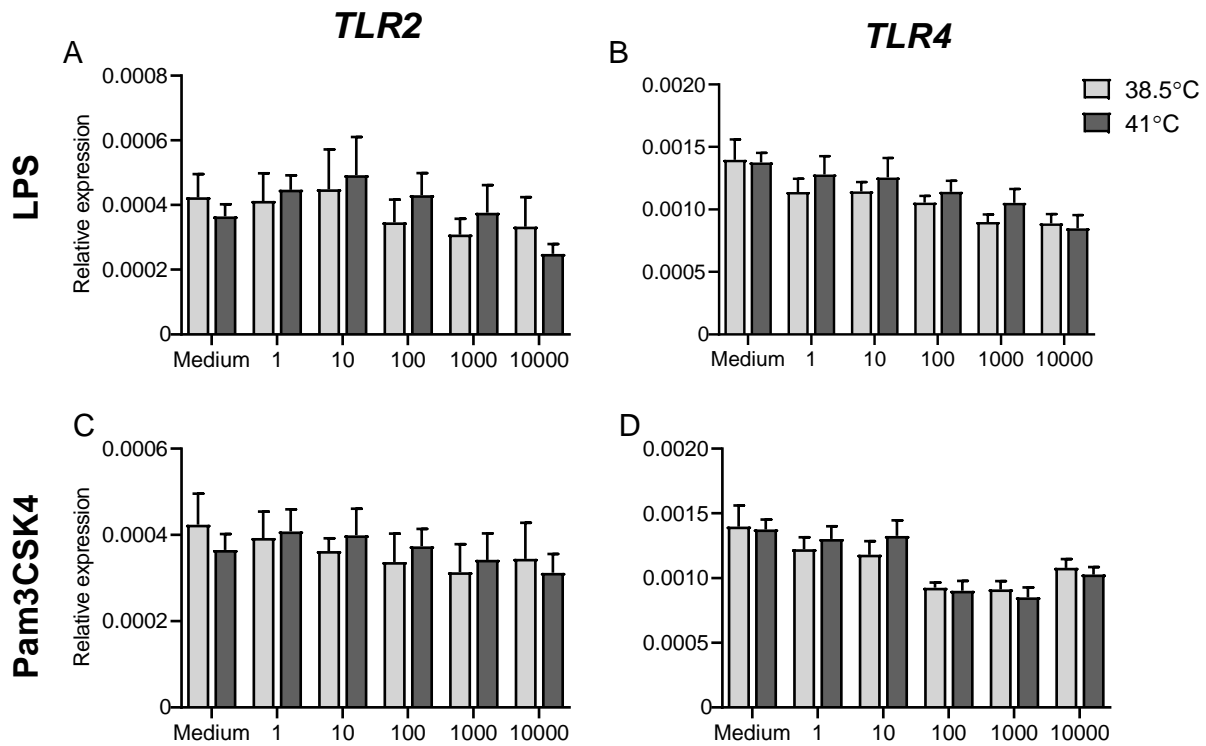 TLR2
TLR4
A
B
38.5°C
41°C
LPS
Relative expression
0.0008
0.0006
0.0004
0.0002
0
Medium 1 10 100 1000 10000
0.0020
0.0015
0.0010
0.0005
0
Medium 1 10 100 1000 10000
C
D
Pam3CSK4
Relative expression
0.0006
0.0004
0.0002
0
Medium 1 10 100 1000 10000
0.0020
0.0015
0.0010
0.0005
0
Medium 1 10 100 1000 10000